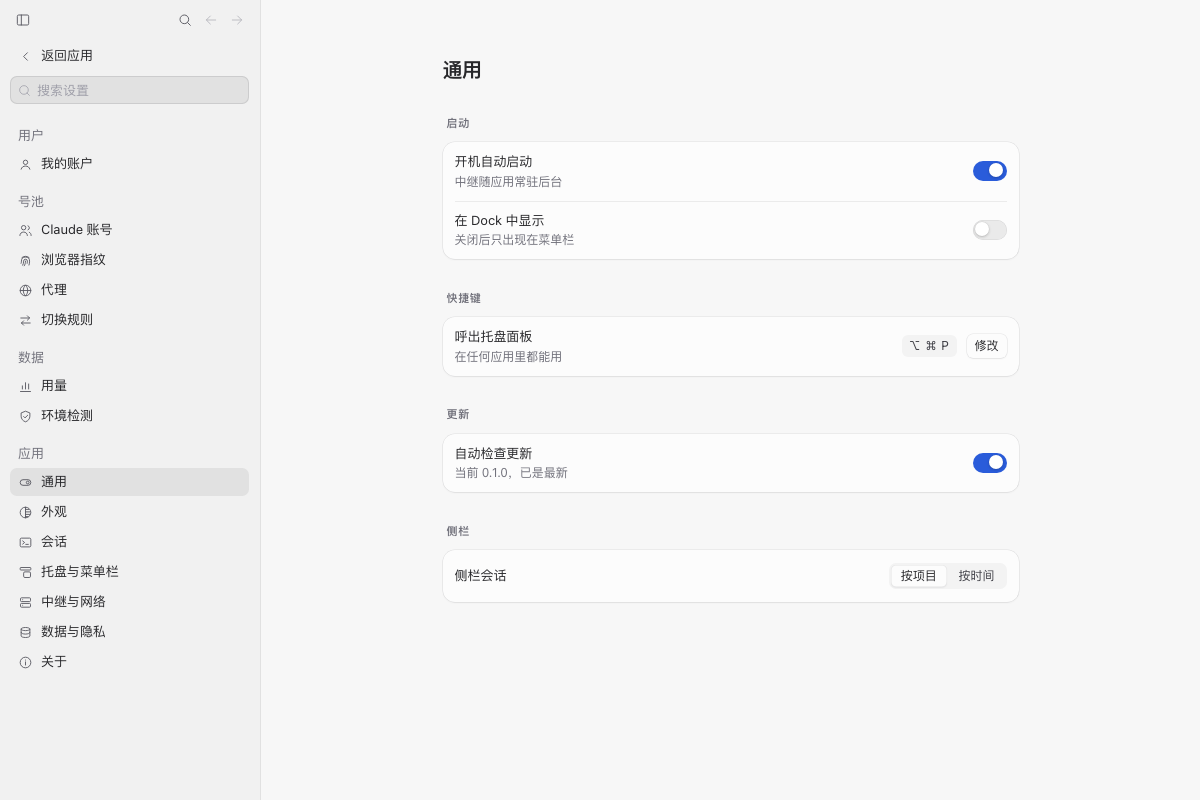 返回应用
搜索设置
用户
我的账户
号池
Claude 账号
浏览器指纹
代理
切换规则
数据
用量
环境检测
应用
通用
外观
会话
托盘与菜单栏
中继与网络
数据与隐私
关于
通用
启动
开机自动启动
中继随应用常驻后台
在 Dock 中显示
关闭后只出现在菜单栏
快捷键
呼出托盘面板
在任何应用里都能用
⌥ ⌘ P 修改
更新
自动检查更新
当前 0.1.0，已是最新
侧栏
侧栏会话
按项目 按时间